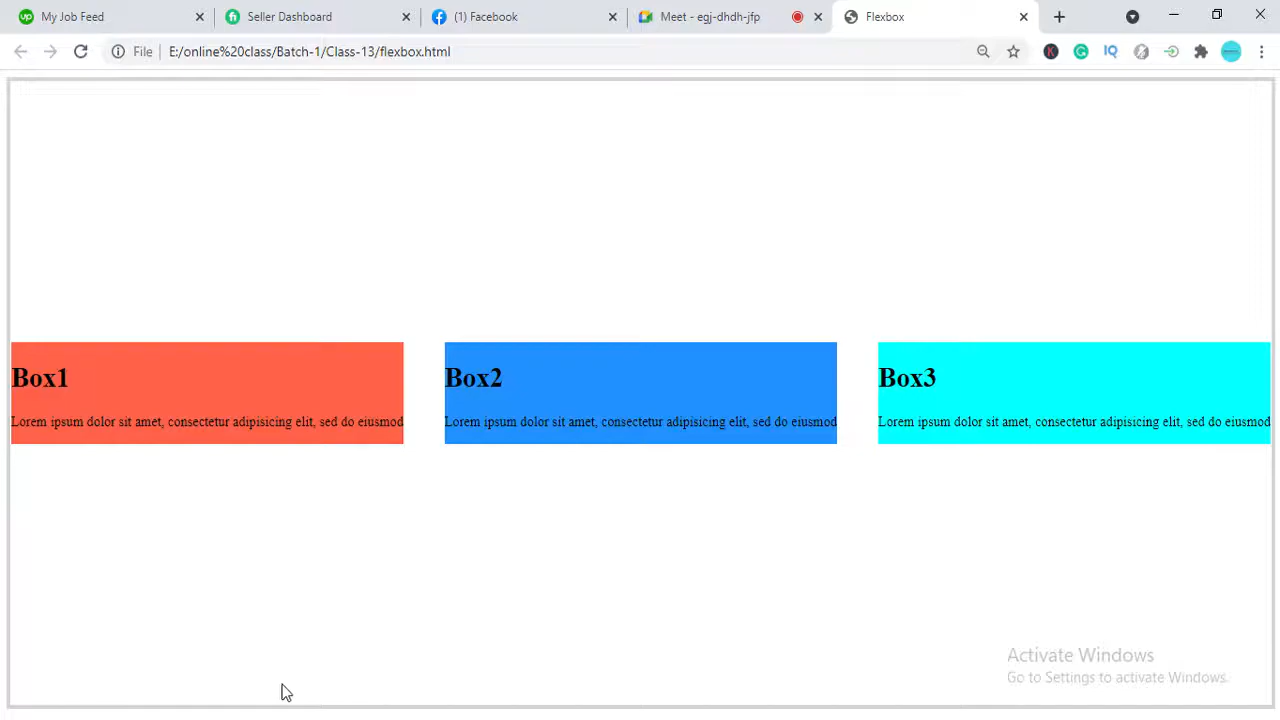 My Job Feed
Seller Dashboard
(1) Facebook
Meet - egj-dhdh-jfp
Flexbox
File
E:/online%20class/Batch-1/Class-13/flexbox.html
Box1
Lorem ipsum dolor sit amet, consectetur adipisicing elit, sed do eiusmod
Box2
Lorem ipsum dolor sit amet, consectetur adipisicing elit, sed do eiusmod
Box3
Lorem ipsum dolor sit amet, consectetur adipisicing elit, sed do eiusmod
Activate Windows
Go to Settings to activate Windows.